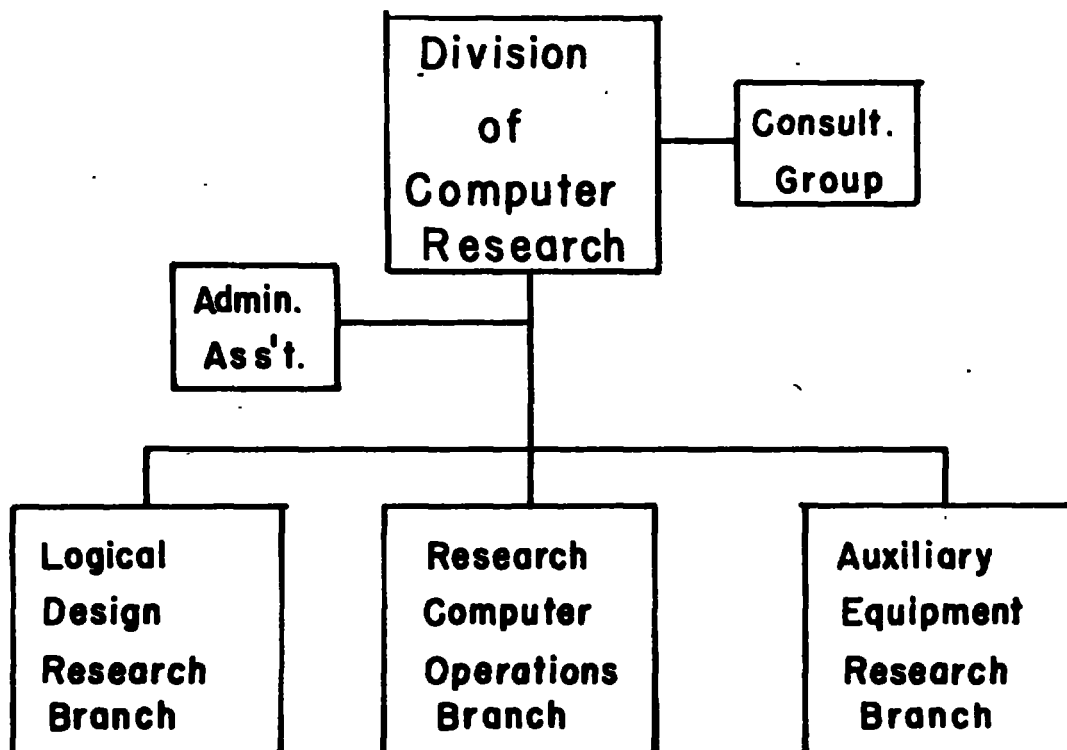 Division
of
Computer
Research
Consult.
Group
Admin.
Ass't.
Logical
Design
Research
Branch
Research
Computer
Operations
Branch
Auxiliary
Equipment
Research
Branch